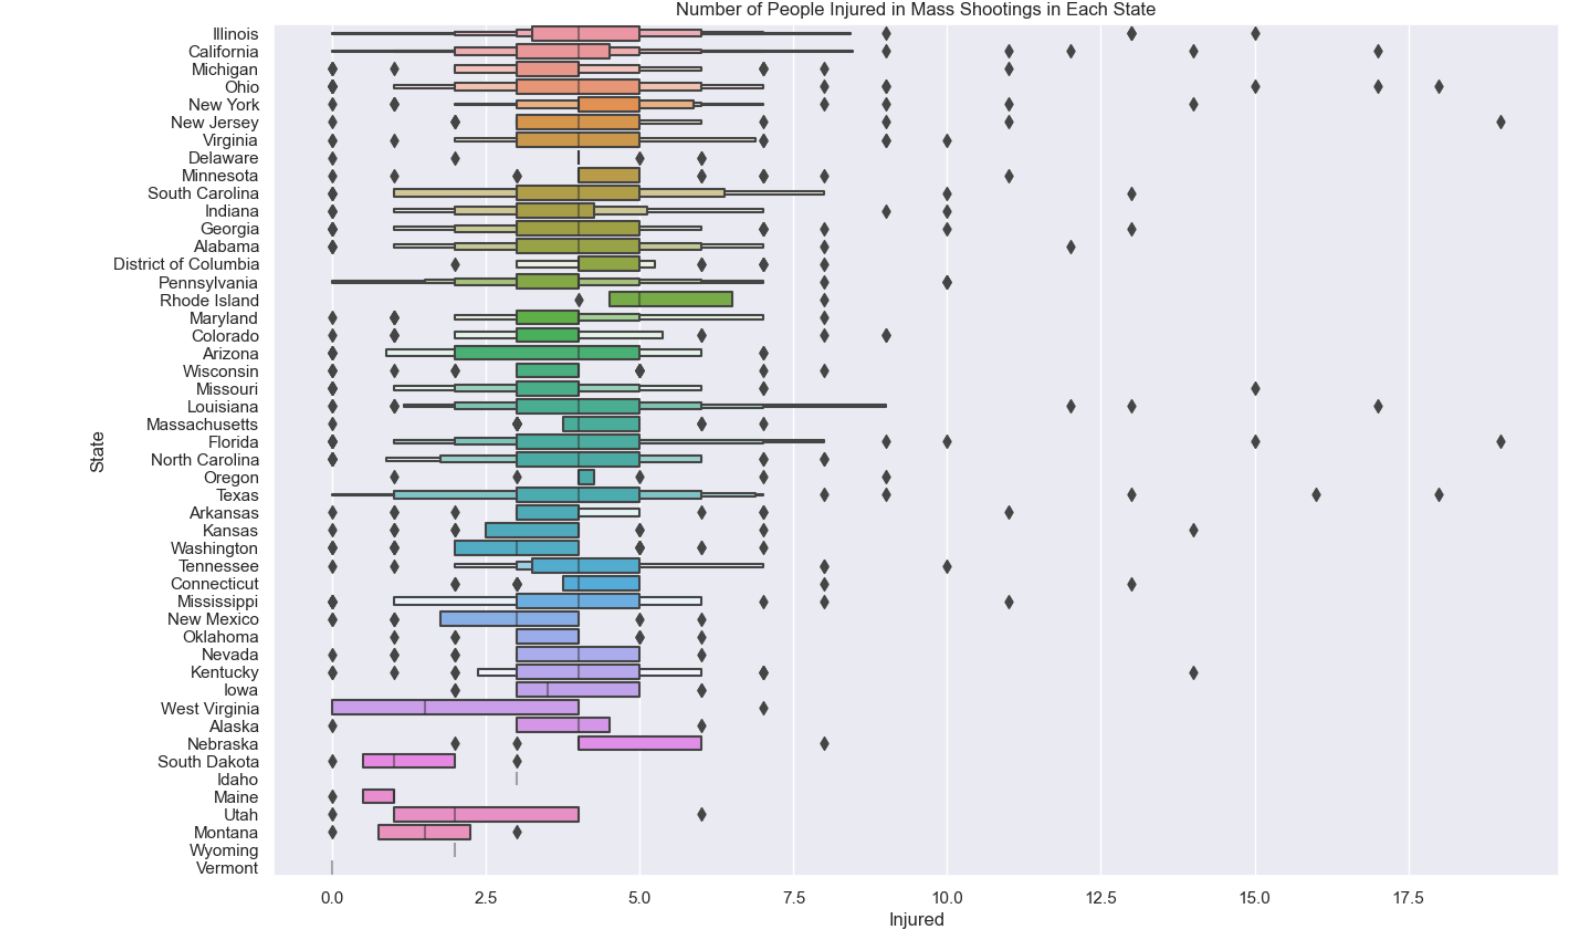 Number of People Injured in Mass Shootings in Each State
Illinois
California
Michigan
Ohio
New York
New Jersey
Virginia
Delaware
Minnesota
South Carolina
Indiana
Georgia
Alabama
District of Columbia
Pennsylvania
Rhode Island
Maryland
Colorado
Arizona
Wisconsin
Missouri
Louisiana
Massachusetts
Florida
North Carolina
Oregon
Texas
Arkansas
Kansas
Washington
Tennessee
Connecticut
Mississippi
New Mexico
Oklahoma
Nevada
Kentucky
Iowa
West Virginia
Alaska
Nebraska
South Dakota
Idaho
Maine
Utah
Montana
Wyoming
Vermont
State
0.0 2.5 5.0 7.5 10.0 12.5 15.0 17.5
Injured